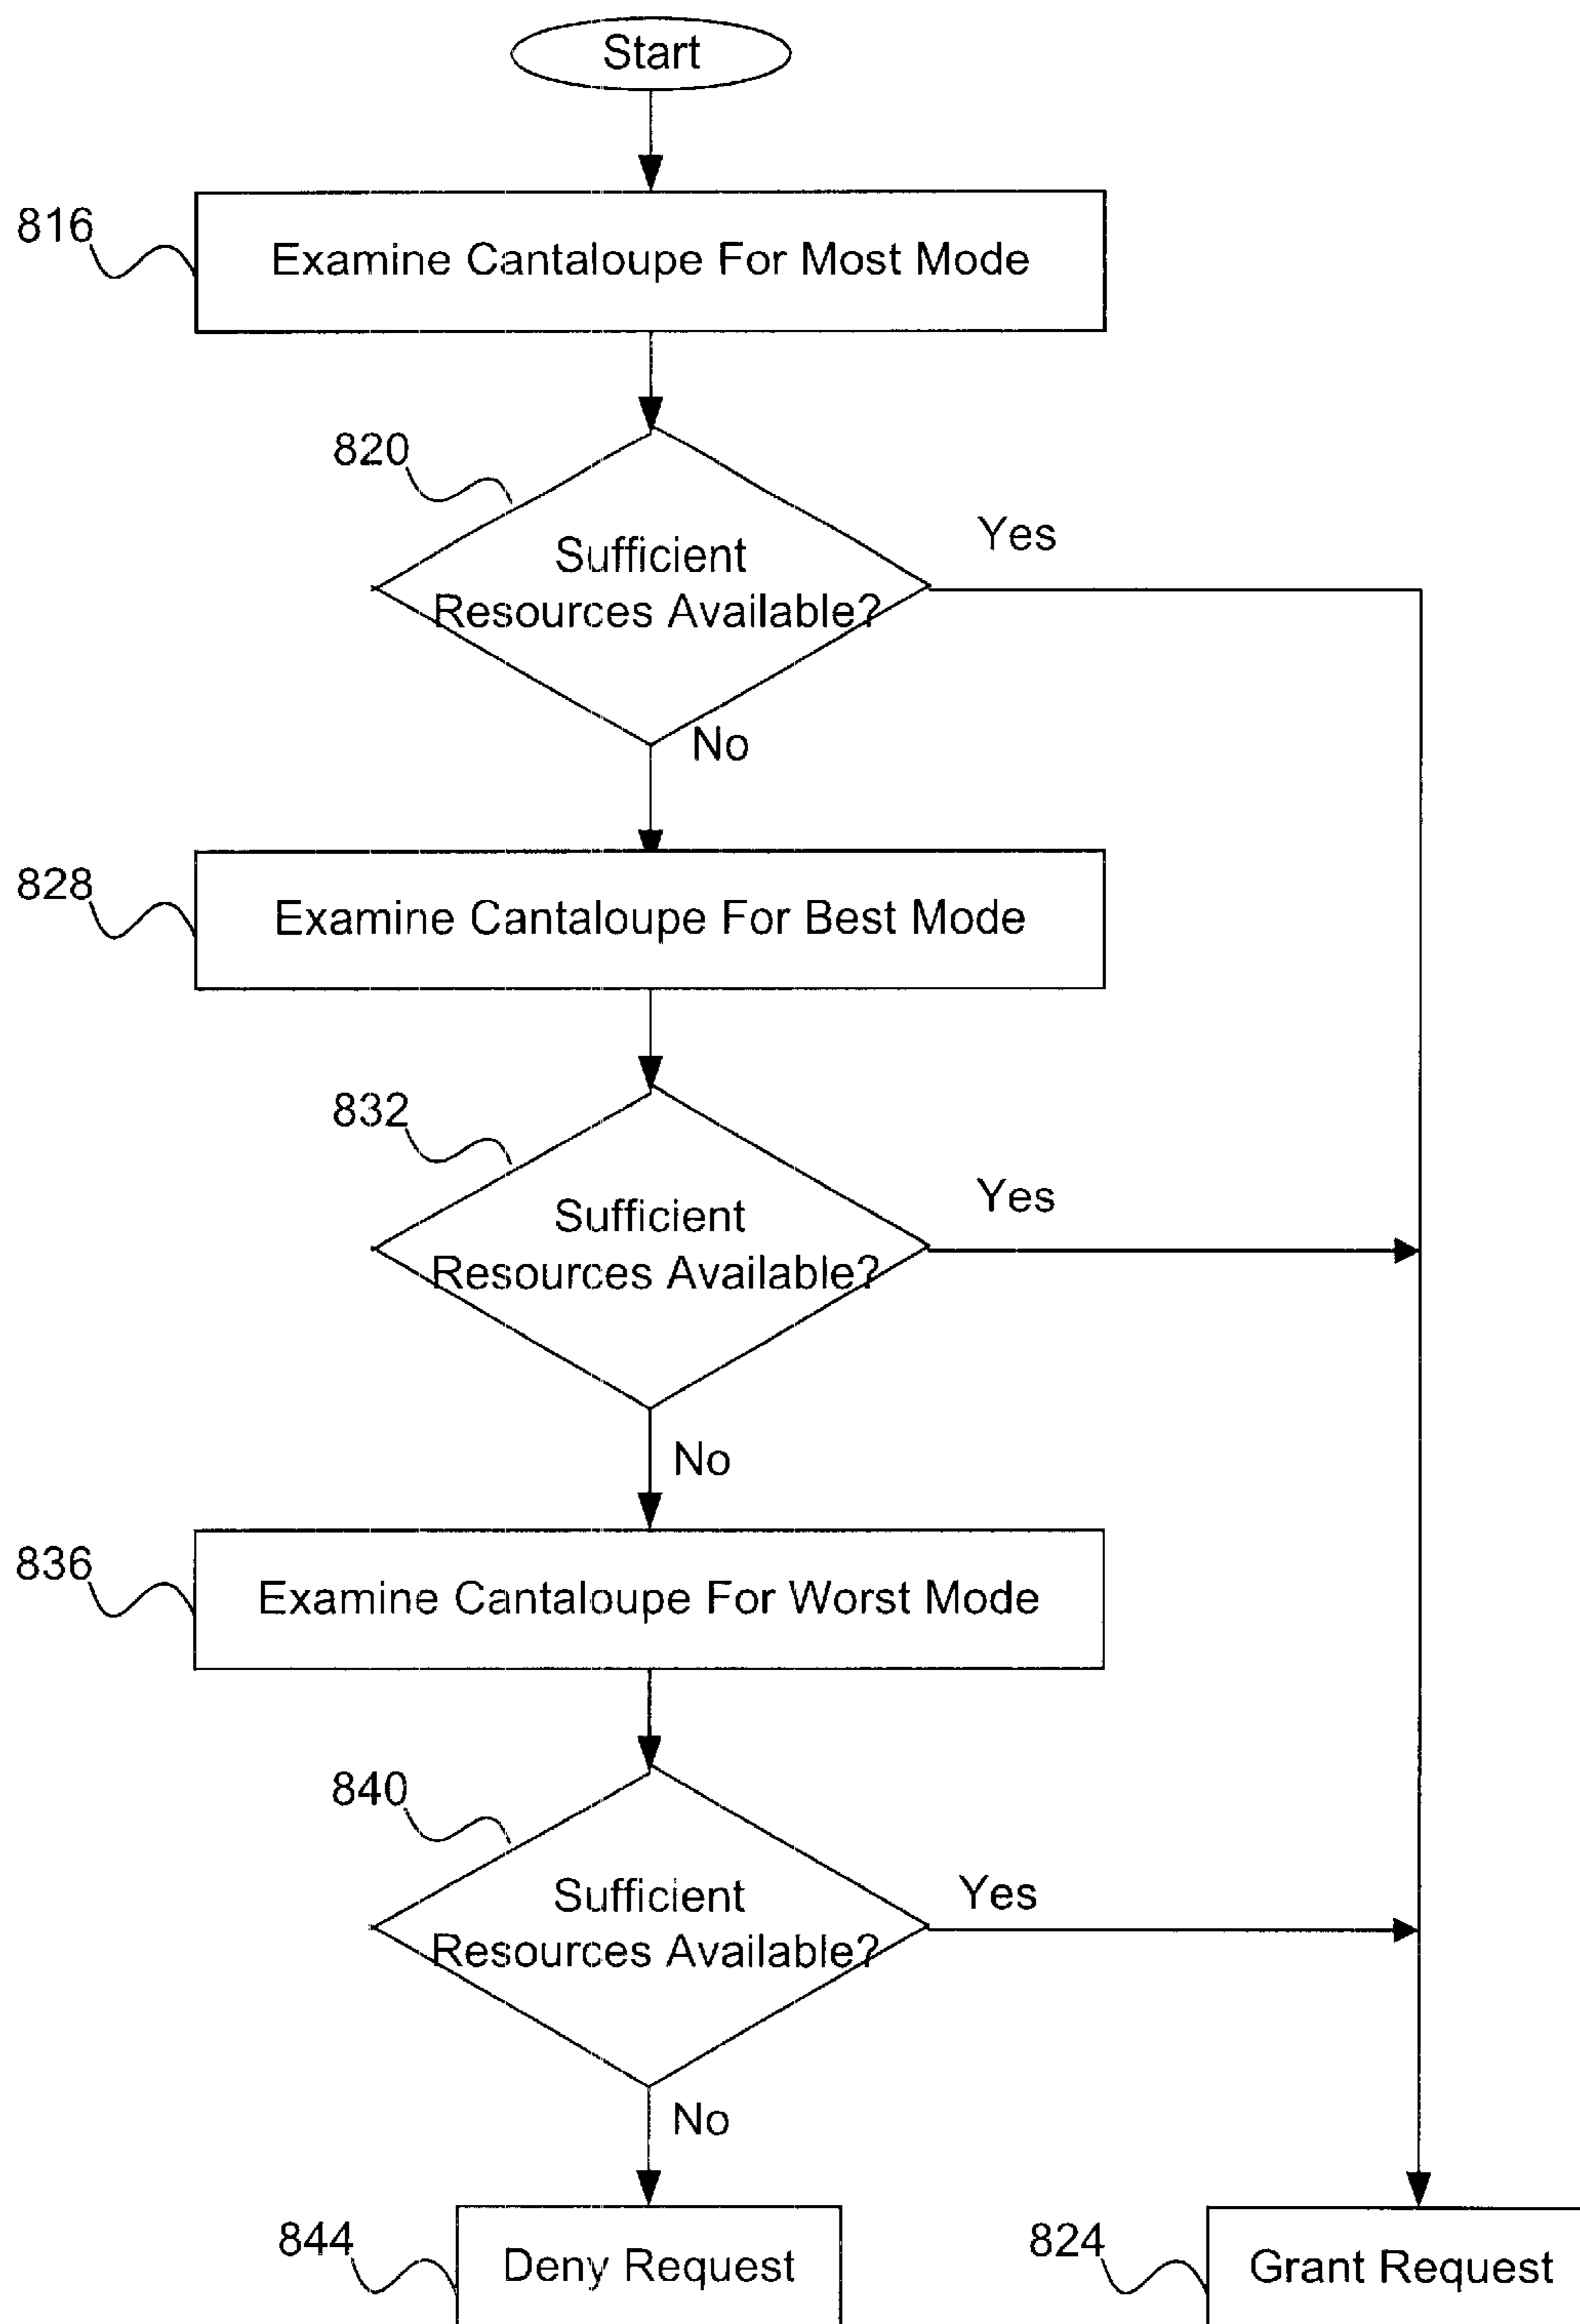 Start
816
Examine Cantaloupe For Most Mode
820
Sufficient
Resources Available?
Yes
No
828
Examine Cantaloupe For Best Mode
832
Sufficient
Resources Available?
Yes
No
836
Examine Cantaloupe For Worst Mode
840
Sufficient
Resources Available?
Yes
No
844
Deny Request
824
Grant Request